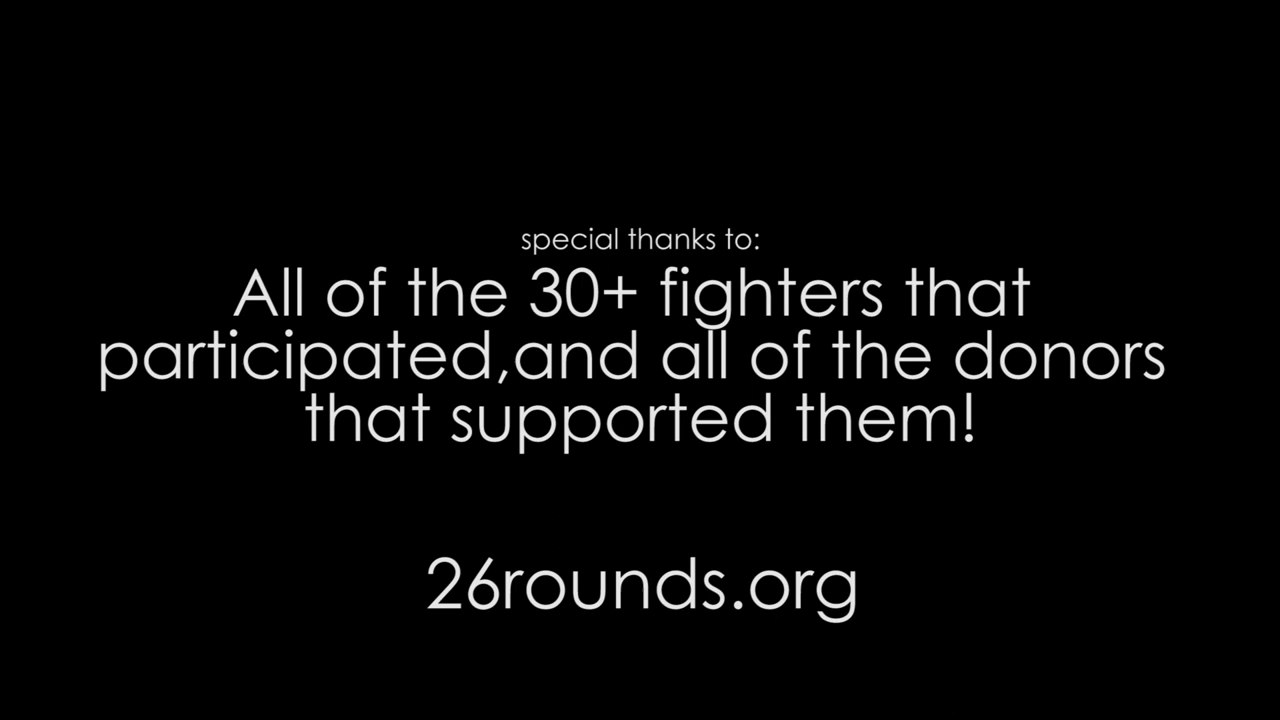 special thanks to:
All of the 30+ fighters that
participated,and all of the donors
that supported them!
26rounds.org